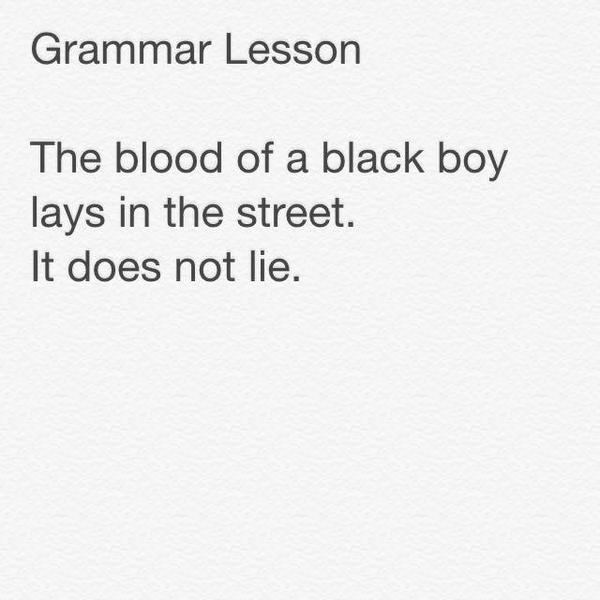 Grammar Lesson
The blood of a black boy
lays in the street.
It does not lie.